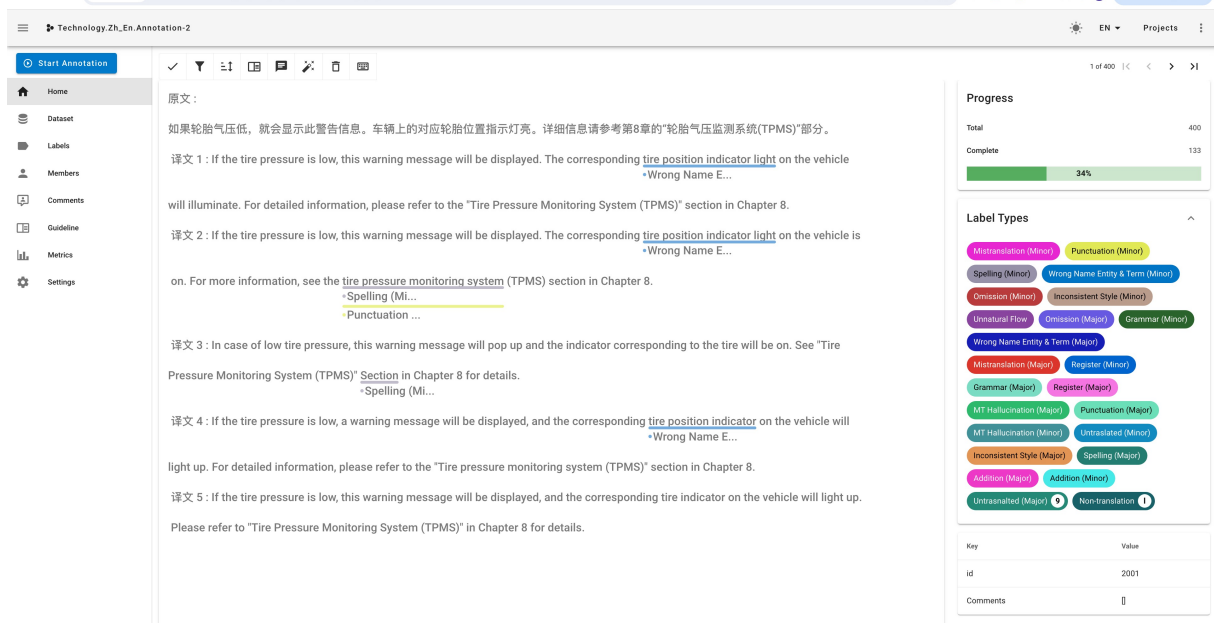 Technology.Zh_En.Annotation-2
EN
Projects
Start Annotation
1 of 400
Home
Dataset
Labels
Members
Comments
Guideline
Metrics
Settings
原文 :
如果轮胎气压低，就会显示此警告信息。车辆上的对应轮胎位置指示灯亮。详细信息请参考第8章的“轮胎气压监测系统(TPMS)”部分。
译文 1 : If the tire pressure is low, this warning message will be displayed. The corresponding tire position indicator light on the vehicle
•Wrong Name E...
will illuminate. For detailed information, please refer to the "Tire Pressure Monitoring System (TPMS)" section in Chapter 8.
译文 2 : If the tire pressure is low, this warning message will be displayed. The corresponding tire position indicator light on the vehicle is
•Wrong Name E...
on. For more information, see the tire pressure monitoring system (TPMS) section in Chapter 8.
•Spelling (Mi...
•Punctuation ...
译文 3 : In case of low tire pressure, this warning message will pop up and the indicator corresponding to the tire will be on. See "Tire
Pressure Monitoring System (TPMS)" Section in Chapter 8 for details.
•Spelling (Mi...
译文 4 : If the tire pressure is low, a warning message will be displayed, and the corresponding tire position indicator on the vehicle will
•Wrong Name E...
light up. For detailed information, please refer to the "Tire pressure monitoring system (TPMS)" section in Chapter 8.
译文 5 : If the tire pressure is low, this warning message will be displayed, and the corresponding tire indicator on the vehicle will light up.
Please refer to "Tire Pressure Monitoring System (TPMS)" in Chapter 8 for details.
Progress
Total 400
Complete 133
34%
Label Types
Mistranslation (Minor) Punctuation (Minor)
Spelling (Minor) Wrong Name Entity & Term (Minor)
Omission (Minor) Inconsistent Style (Minor)
Unnatural Flow Omission (Major) Grammar (Minor)
Wrong Name Entity & Term (Major)
Mistranslation (Major) Register (Minor)
Grammar (Major) Register (Major)
MT Hallucination (Major) Punctuation (Major)
MT Hallucination (Minor) Untraslated (Minor)
Inconsistent Style (Major) Spelling (Major)
Addition (Major) Addition (Minor)
Untrasnalted (Major) 9 Non-translation I
Key Value
id 2001
Comments []